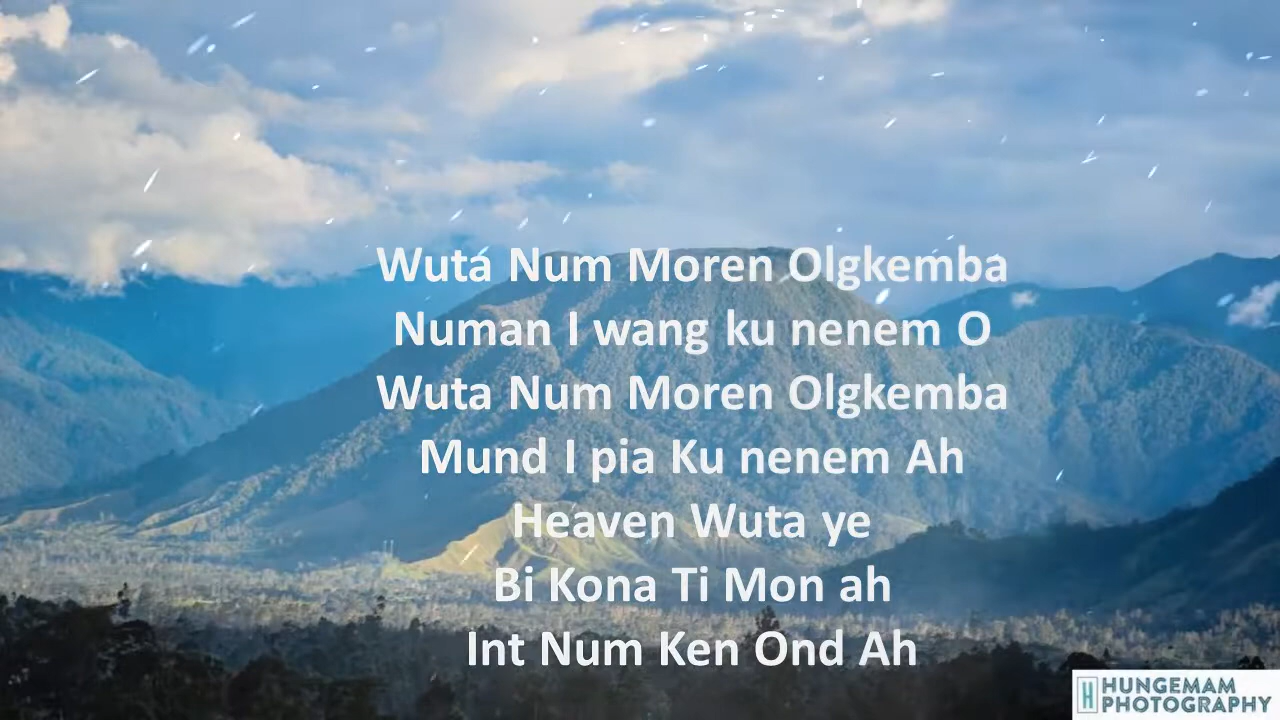 Wuta Num Moren Olgkemba
Numan I wang ku nenem O
Wuta Num Moren Olgkemba
Mund I pia Ku nenem Ah
Heaven Wuta ye
Bi Kona Ti Mon ah
Int Num Ken Ond Ah
HUNGEMAM
PHOTOGRAPHY